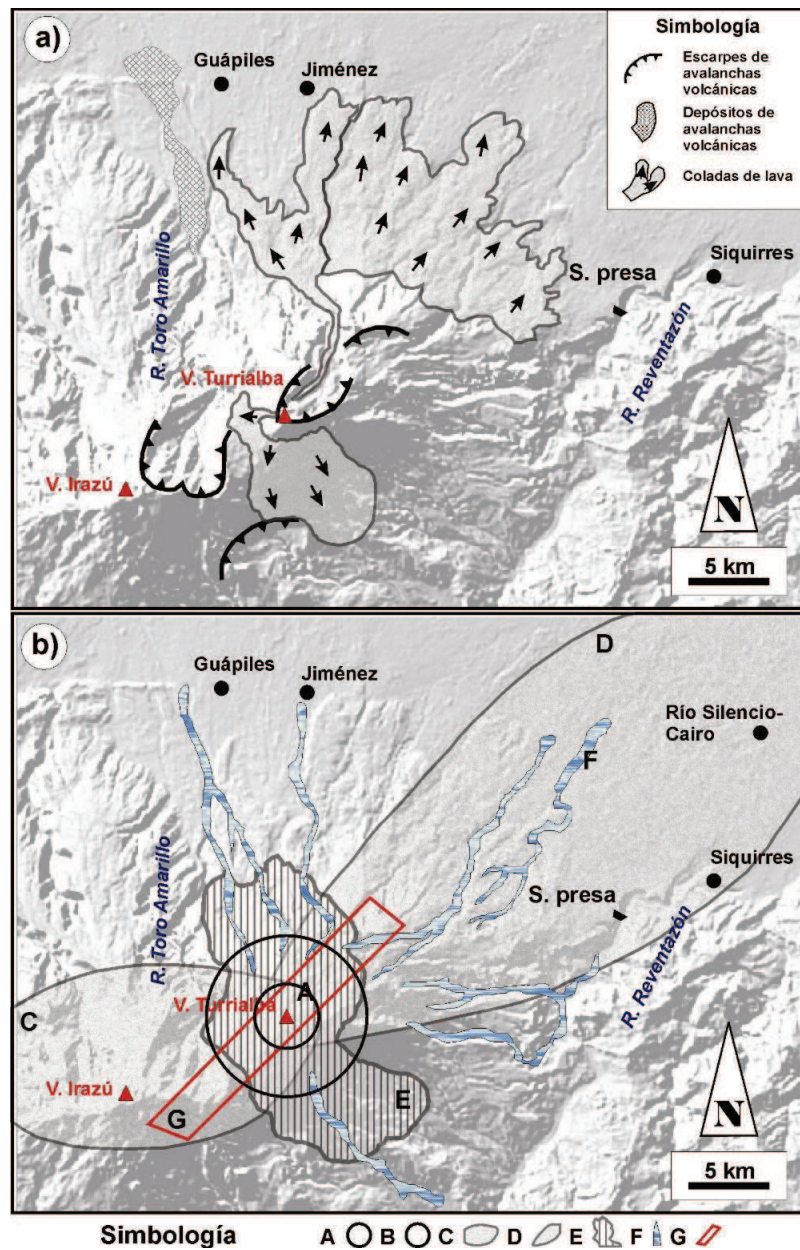 a)
Guápiles
Jiménez
Simbología
Escarpes de
avalanchas
volcánicas
Depósitos de
avalanchas
volcánicas
Coladas de lava
R. Toro Amarillo
S. presa
Siquirres
R. Reventazón
V. Turrialba
V. Irazú
N
5 km
b)
Guápiles
Jiménez
D
Río Silencio-
Cairo
F
R. Toro Amarillo
Siquirres
S. presa
R. Reventazón
A
V. Turrialba
C
V. Irazú
G
E
N
5 km
Simbología A B C D E F G